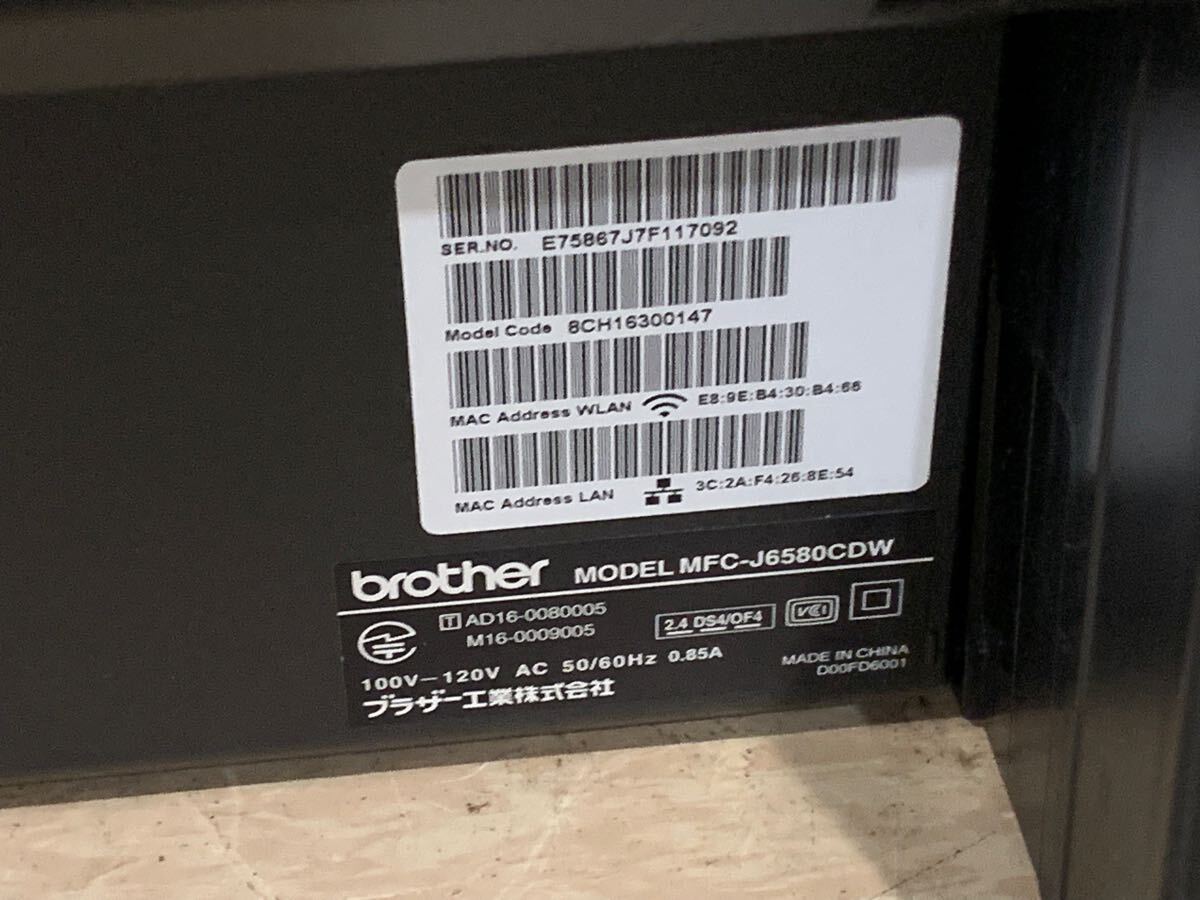 SER.NO. E75867J7F117092
Model Code 8CH16300147
MAC Address WLAN E8:9E:B4:30:B4:66
MAC Address LAN 3C:2A:F4:26:8E:54
brother MODEL MFC-J6580CDW
T AD16-0080005
M16-0009005
2.4 DS4/OF4
VCI
100V－120V AC 50/60Hz 0.85A
MADE IN CHINA
D00FD6001
ブラザー工業株式会社